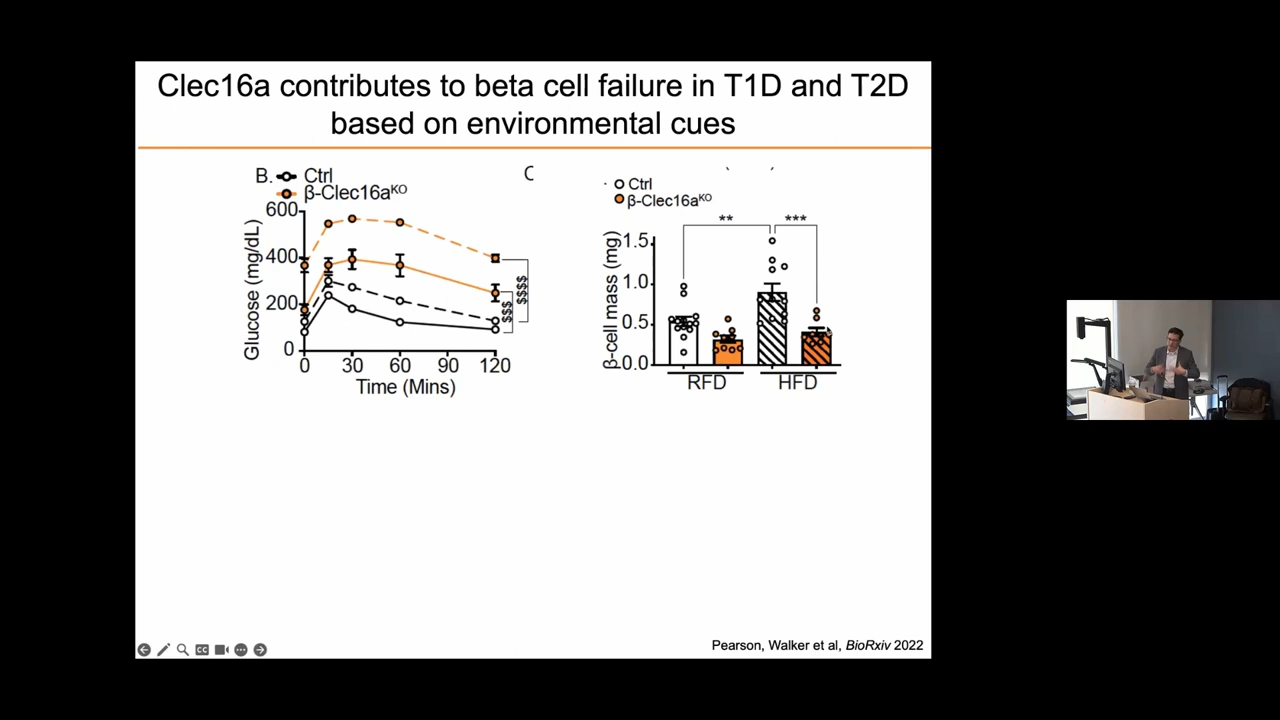 Clec16a contributes to beta cell failure in T1D and T2D
based on environmental cues
B. Ctrl
β-Clec16aKO
600
400
200
0
Glucose (mg/dL)
0 30 60 90 120
Time (Mins)
$$$
$$$$
C
Ctrl
β-Clec16aKO
** ***
1.5
1.0
0.5
0.0
β-cell mass (mg)
RFD HFD
Pearson, Walker et al, BioRxiv 2022
CC